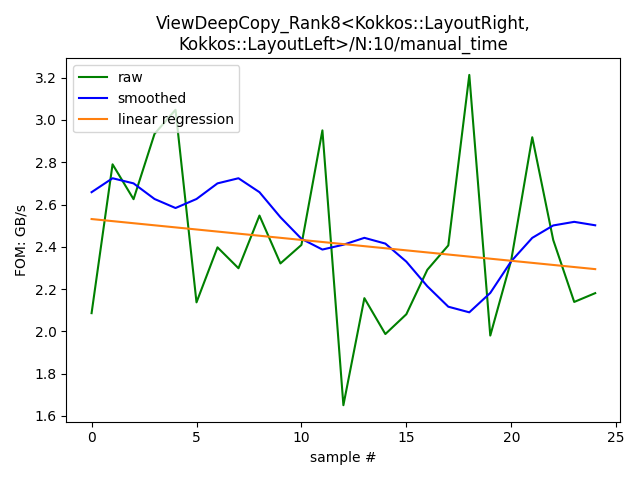 ViewDeepCopy_Rank8<Kokkos::LayoutRight,
Kokkos::LayoutLeft>/N:10/manual_time
raw
smoothed
linear regression
FOM: GB/s
3.2
3.0
2.8
2.6
2.4
2.2
2.0
1.8
1.6
0
5
10
15
20
25
sample #